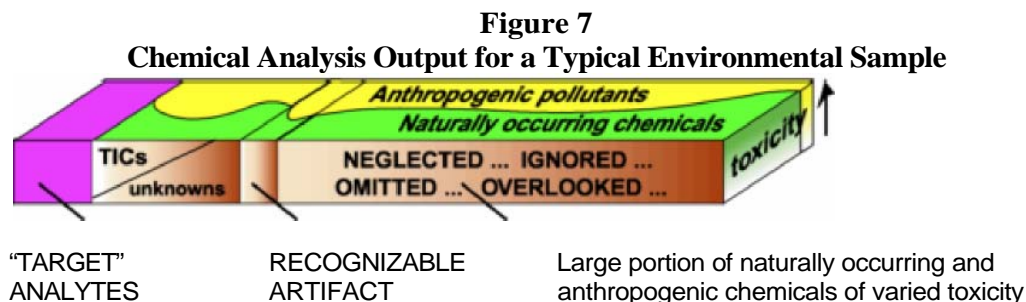 Figure 7
Chemical Analysis Output for a Typical Environmental Sample
Anthropogenic pollutants
Naturally occurring chemicals
toxicity
TICs
unknowns
NEGLECTED ... IGNORED ...
OMITTED ... OVERLOOKED ...
“TARGET”
ANALYTES
RECOGNIZABLE
ARTIFACT
Large portion of naturally occurring and
anthropogenic chemicals of varied toxicity